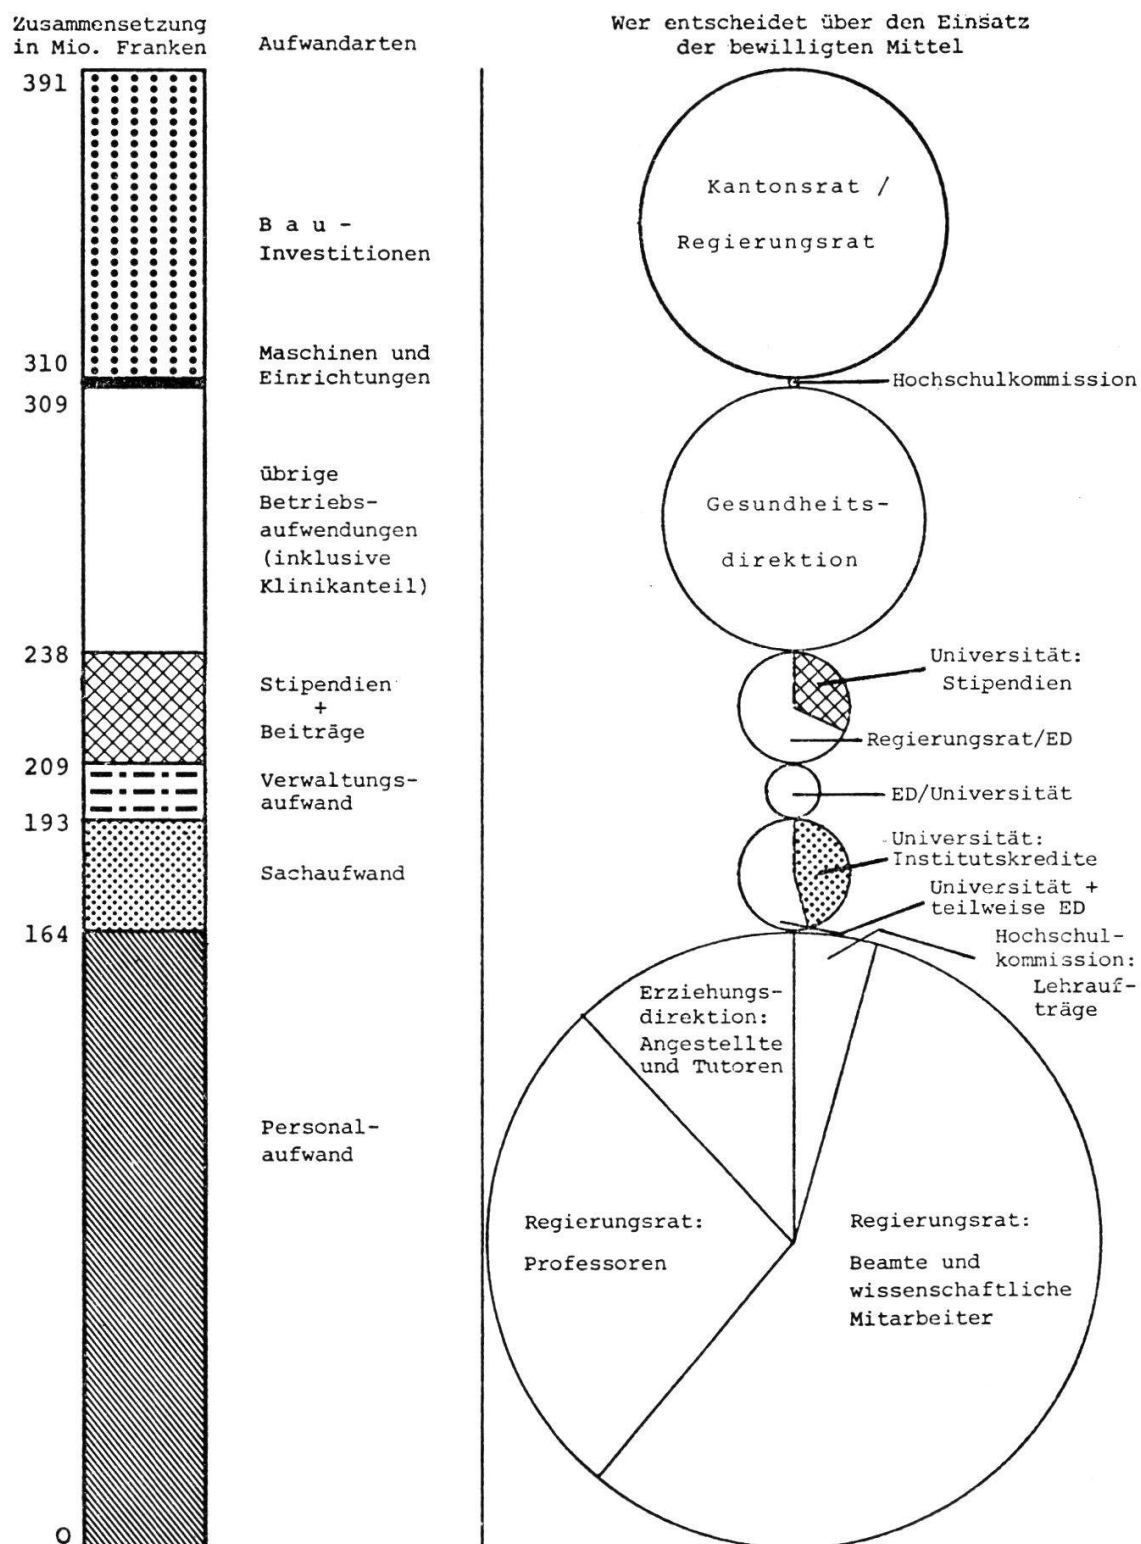 Zusammensetzung
in Mio. Franken
Aufwandarten
Wer entscheidet über den Einsatz
der bewilligten Mittel
391
B a u -
Investitionen
Kantonsrat /
Regierungsrat
310
Maschinen und
Einrichtungen
Hochschulkommission
309
übrige
Betriebs-
aufwendungen
(inklusive
Klinikanteil)
Gesundheits-
direktion
238
Stipendien
+
Beiträge
Universität:
Stipendien
Regierungsrat/ED
209
Verwaltungs-
aufwand
ED/Universität
193
Sachaufwand
Universität:
Institutskredite
Universität +
teilweise ED
164
Hochschul-
kommission:
Lehrauf-
träge
Erziehungs-
direktion:
Angestellte
und Tutoren
Personal-
aufwand
Regierungsrat:
Professoren
Regierungsrat:
Beamte und
wissenschaftliche
Mitarbeiter
O